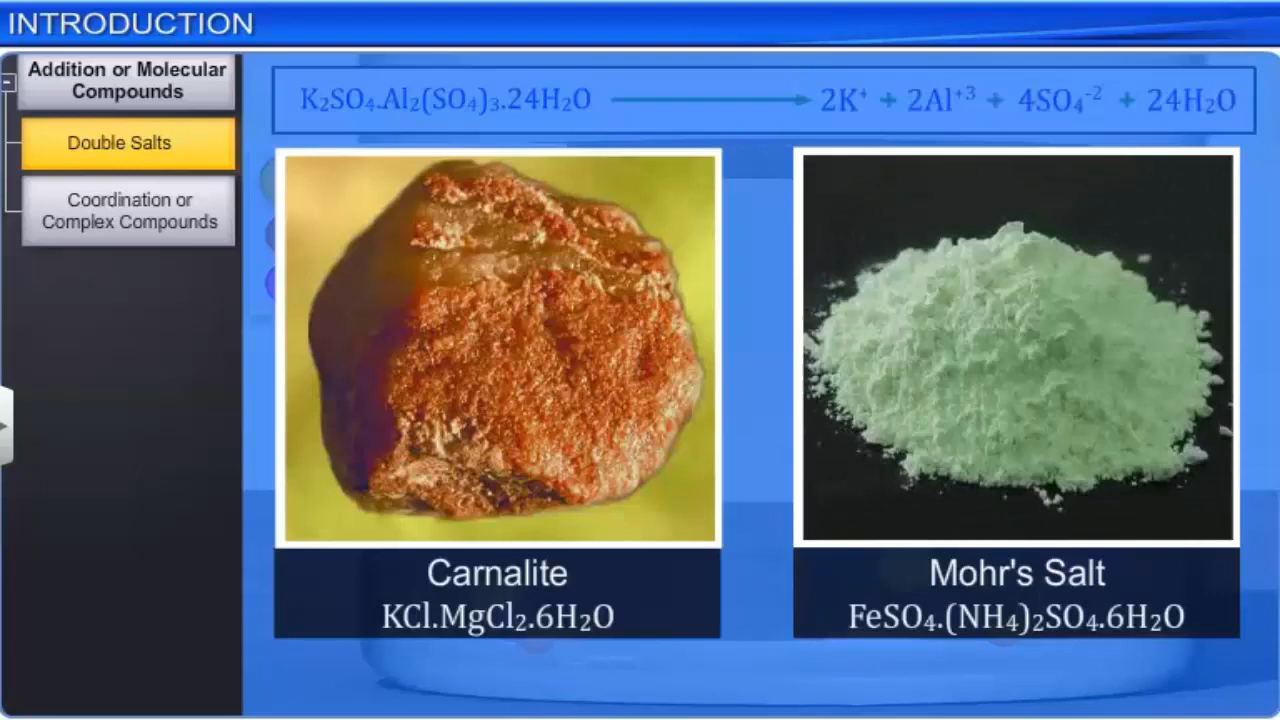 INTRODUCTION
Addition or Molecular
Compounds
Double Salts
Coordination or
Complex Compounds
K₂SO₄.Al₂(SO₄)₃.24H₂O ⟶ 2K⁺ + 2Al⁺³ + 4SO₄⁻² + 24H₂O
Carnalite
KCl.MgCl₂.6H₂O
Mohr's Salt
FeSO₄.(NH₄)₂SO₄.6H₂O